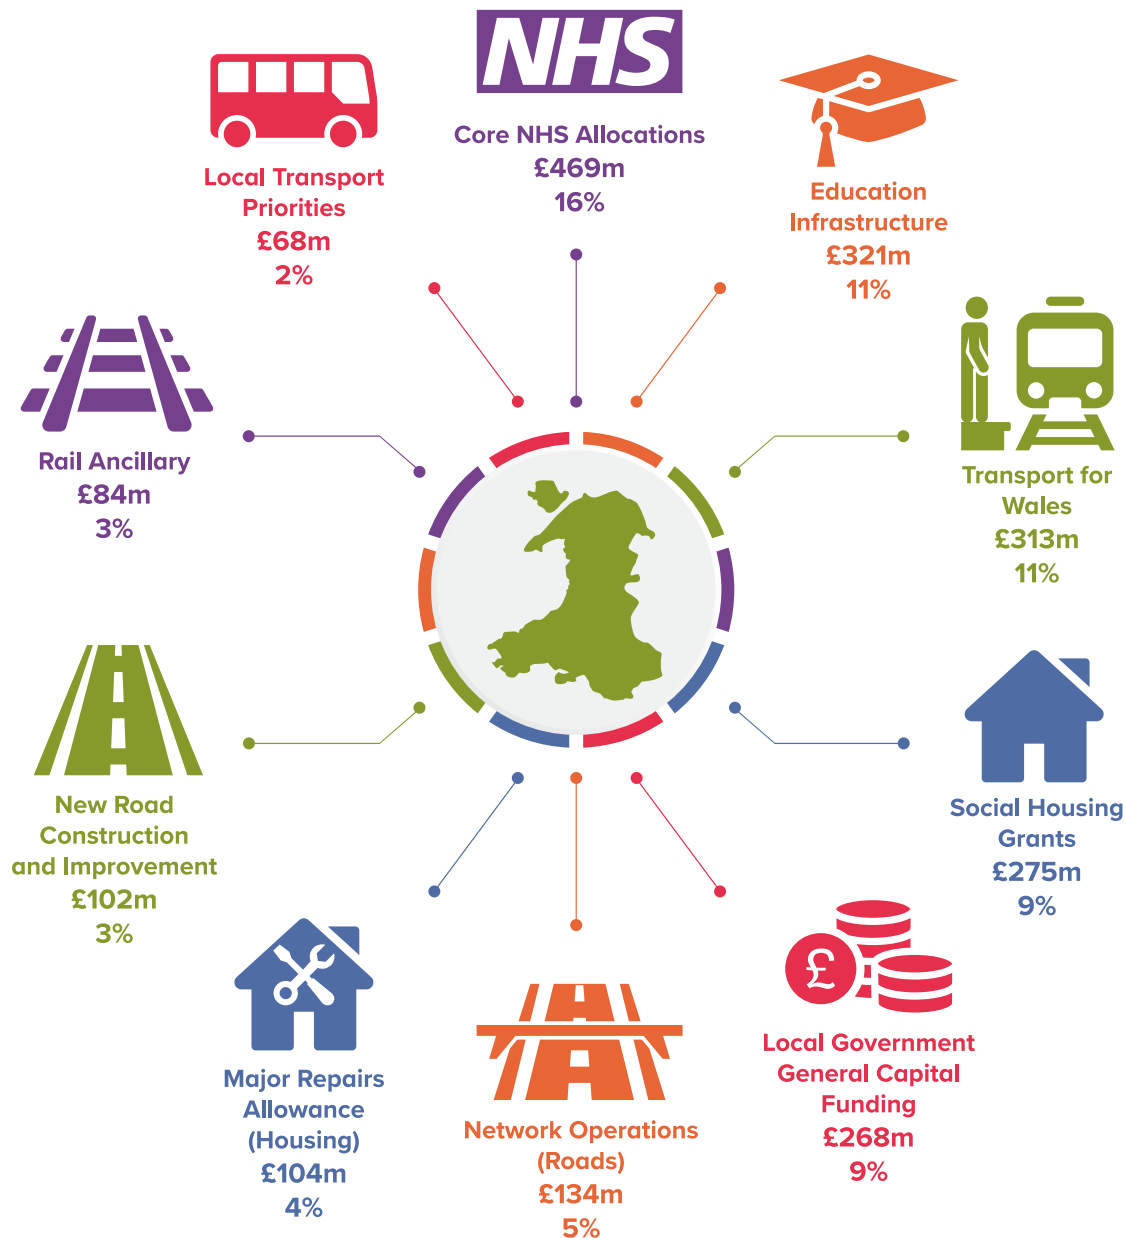 NHS
Core NHS Allocations
£469m
16%
Education
Infrastructure
£321m
11%
Transport for
Wales
£313m
11%
Social Housing
Grants
£275m
9%
£
Local Government
General Capital
Funding
£268m
9%
Network Operations
(Roads)
£134m
5%
Major Repairs
Allowance
(Housing)
£104m
4%
New Road
Construction
and Improvement
£102m
3%
Rail Ancillary
£84m
3%
Local Transport
Priorities
£68m
2%